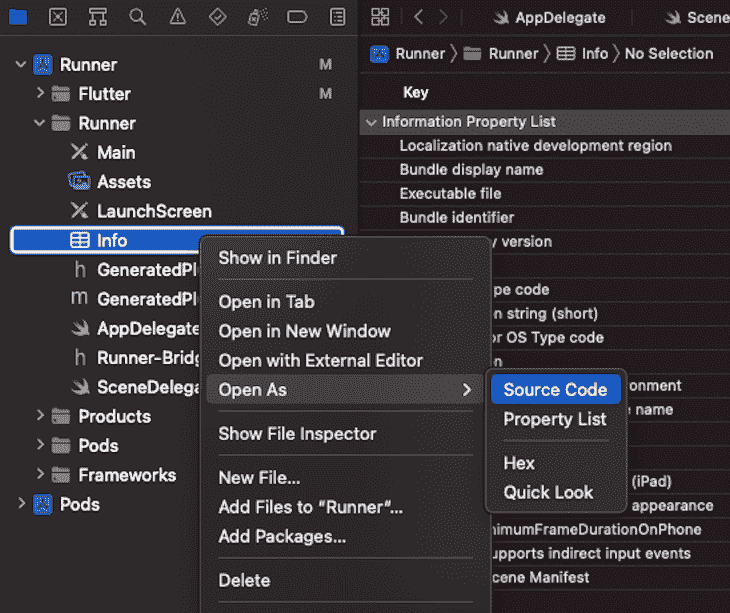 AppDelegate
Scene
Runner
M
Runner
Runner
Info
No Selection
Flutter
M
Key
Runner
Information Property List
Main
Localization native development region
Assets
Bundle display name
Executable file
LaunchScreen
Bundle identifier
Info
y version
Show in Finder
GeneratedPl
pe code
GeneratedPl
Open in Tab
n string (short)
AppDelegate
Open in New Window
or OS Type code
Runner-Bridg
Open with External Editor
n
SceneDelega
Open As
Source Code
onment
Products
Property List
e name
Show File Inspector
Pods
Hex
Frameworks
New File...
(iPad)
Pods
Add Files to “Runner”...
Quick Look
appearance
Add Packages...
nimumFrameDurationOnPhone
upports indirect input events
Delete
cene Manifest